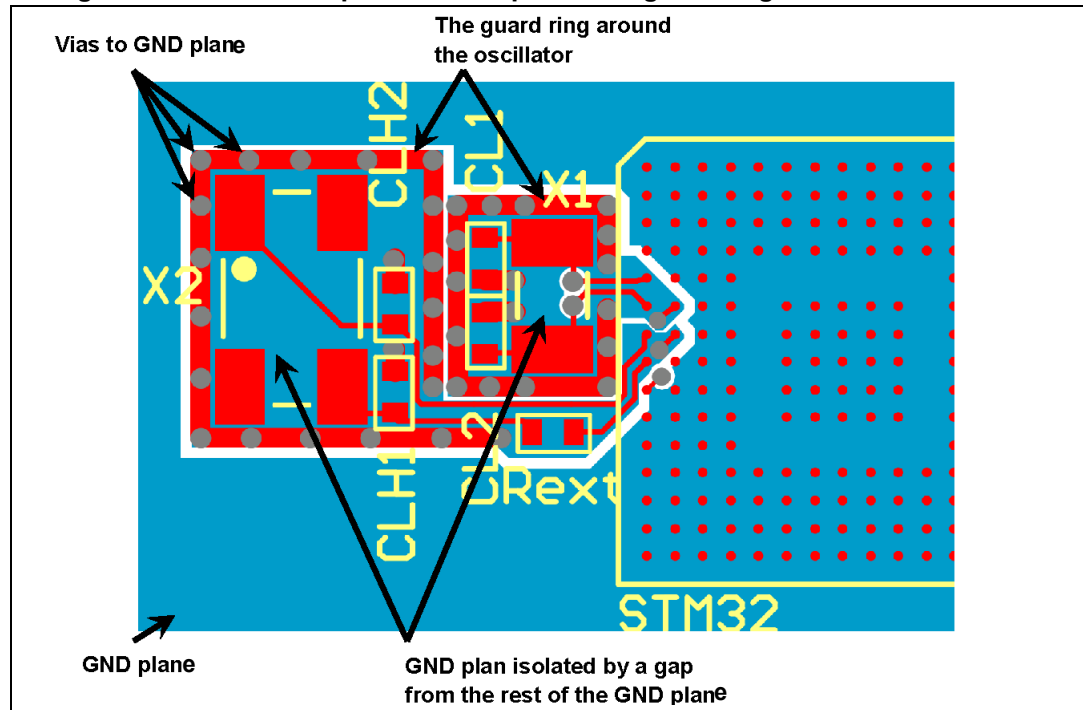 The guard ring around
the oscillator
Vias to GND plane
CLH2
CL1
X1
X2
CLH1
CL2
Rext
STM32
GND plane
GND plan isolated by a gap
from the rest of the GND plane